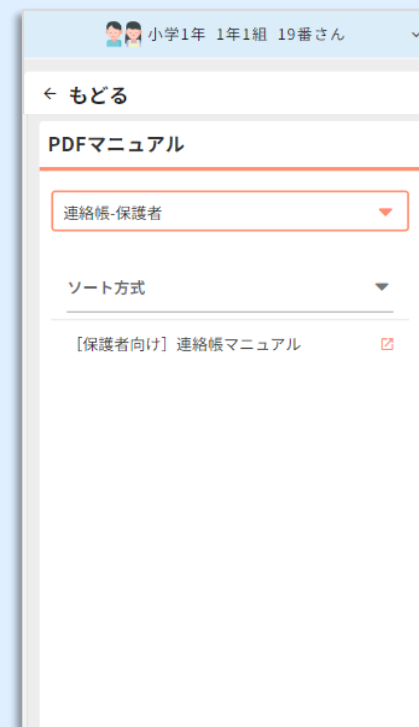 小学1年 1年1組 19番さん
← もどる
PDFマニュアル
連絡帳-保護者
ソート方式
［保護者向け］連絡帳マニュアル